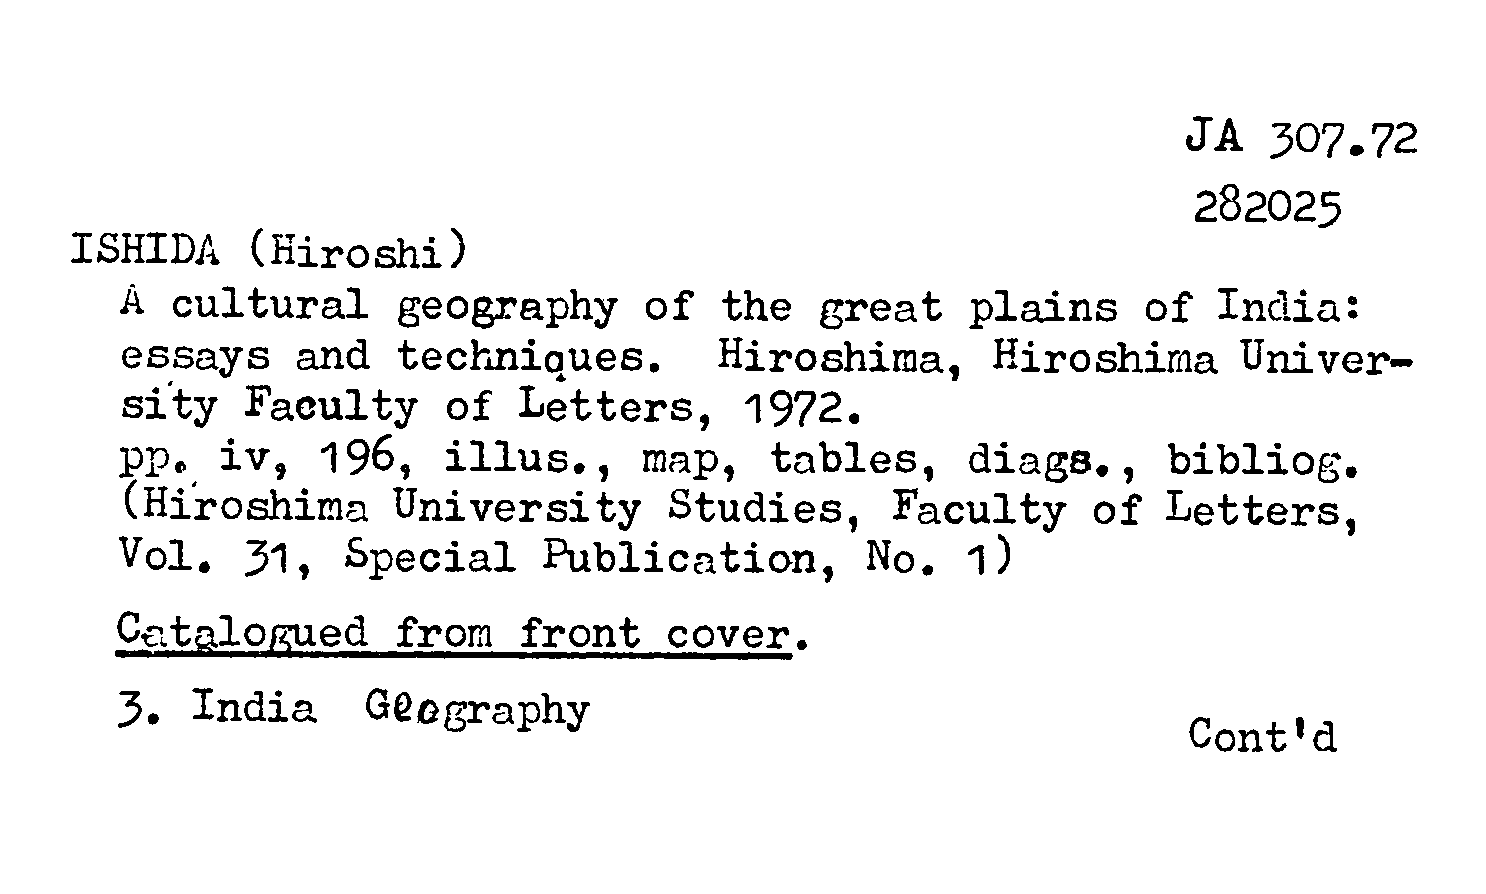 JA 307.72
282025
ISHIDA (Hiroshi)
A cultural geography of the great plains of India:
essays and techniques. Hiroshima, Hiroshima Univer-
sity Faculty of Letters, 1972.
pp. iv, 196, illus., map, tables, diags., bibliog.
(Hiroshima University Studies, Faculty of Letters,
Vol. 31, Special Publication, No. 1)
Catalogued from front cover.
3. India Geography
Cont'd